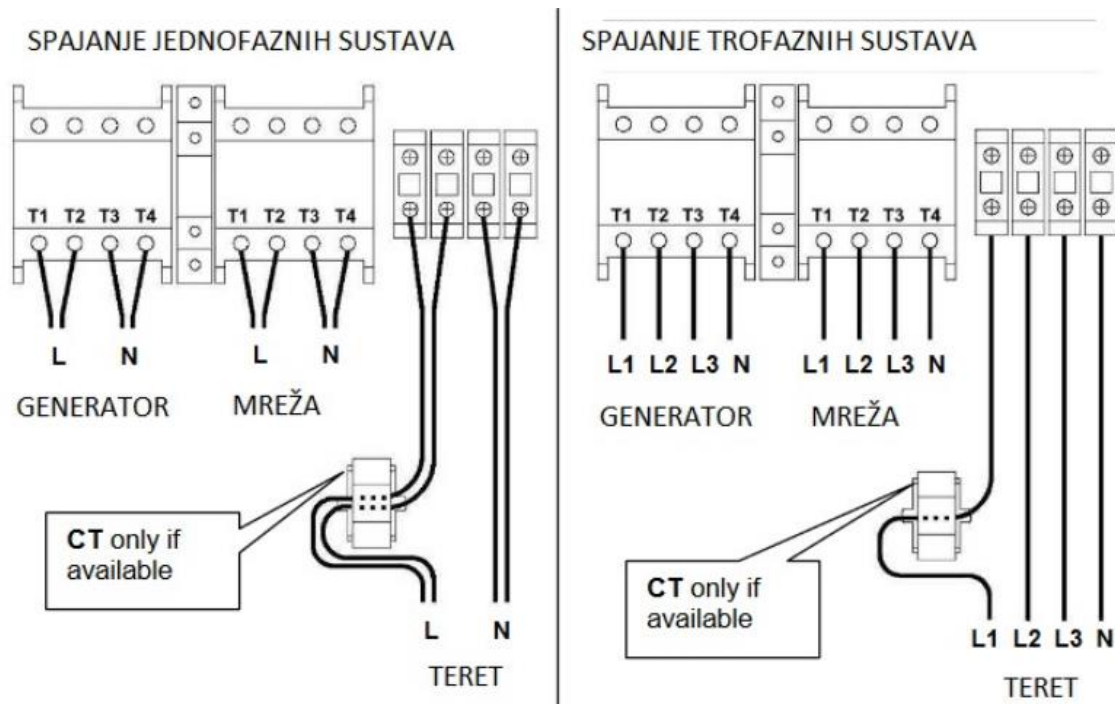 SPAJANJE JEDNOFAZNIH SUSTAVA
T1 T2 T3 T4
T1 T2 T3 T4
L N
L N
GENERATOR
MREŽA
CT only if
available
L N
TERET
SPAJANJE TROFAZNIH SUSTAVA
T1 T2 T3 T4
T1 T2 T3 T4
L1 L2 L3 N
L1 L2 L3 N
GENERATOR
MREŽA
CT only if
available
L1 L2 L3 N
TERET